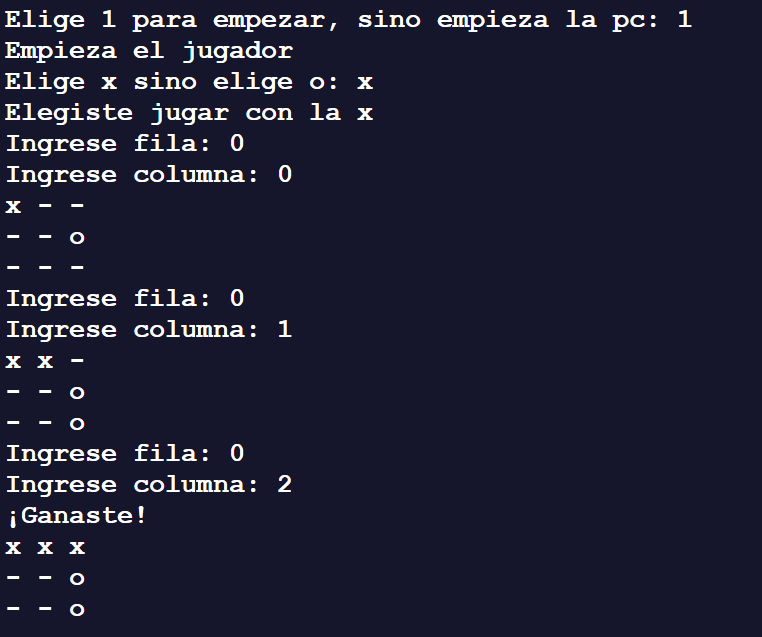 Elige 1 para empezar, sino empieza la pc: 1
Empieza el jugador
Elige x sino elige o: x
Elegiste jugar con la x
Ingrese fila: 0
Ingrese columna: 0
x - -
- - o
- - -
Ingrese fila: 0
Ingrese columna: 1
x x -
- - o
- - o
Ingrese fila: 0
Ingrese columna: 2
¡Ganaste!
x x x
- - o
- - o